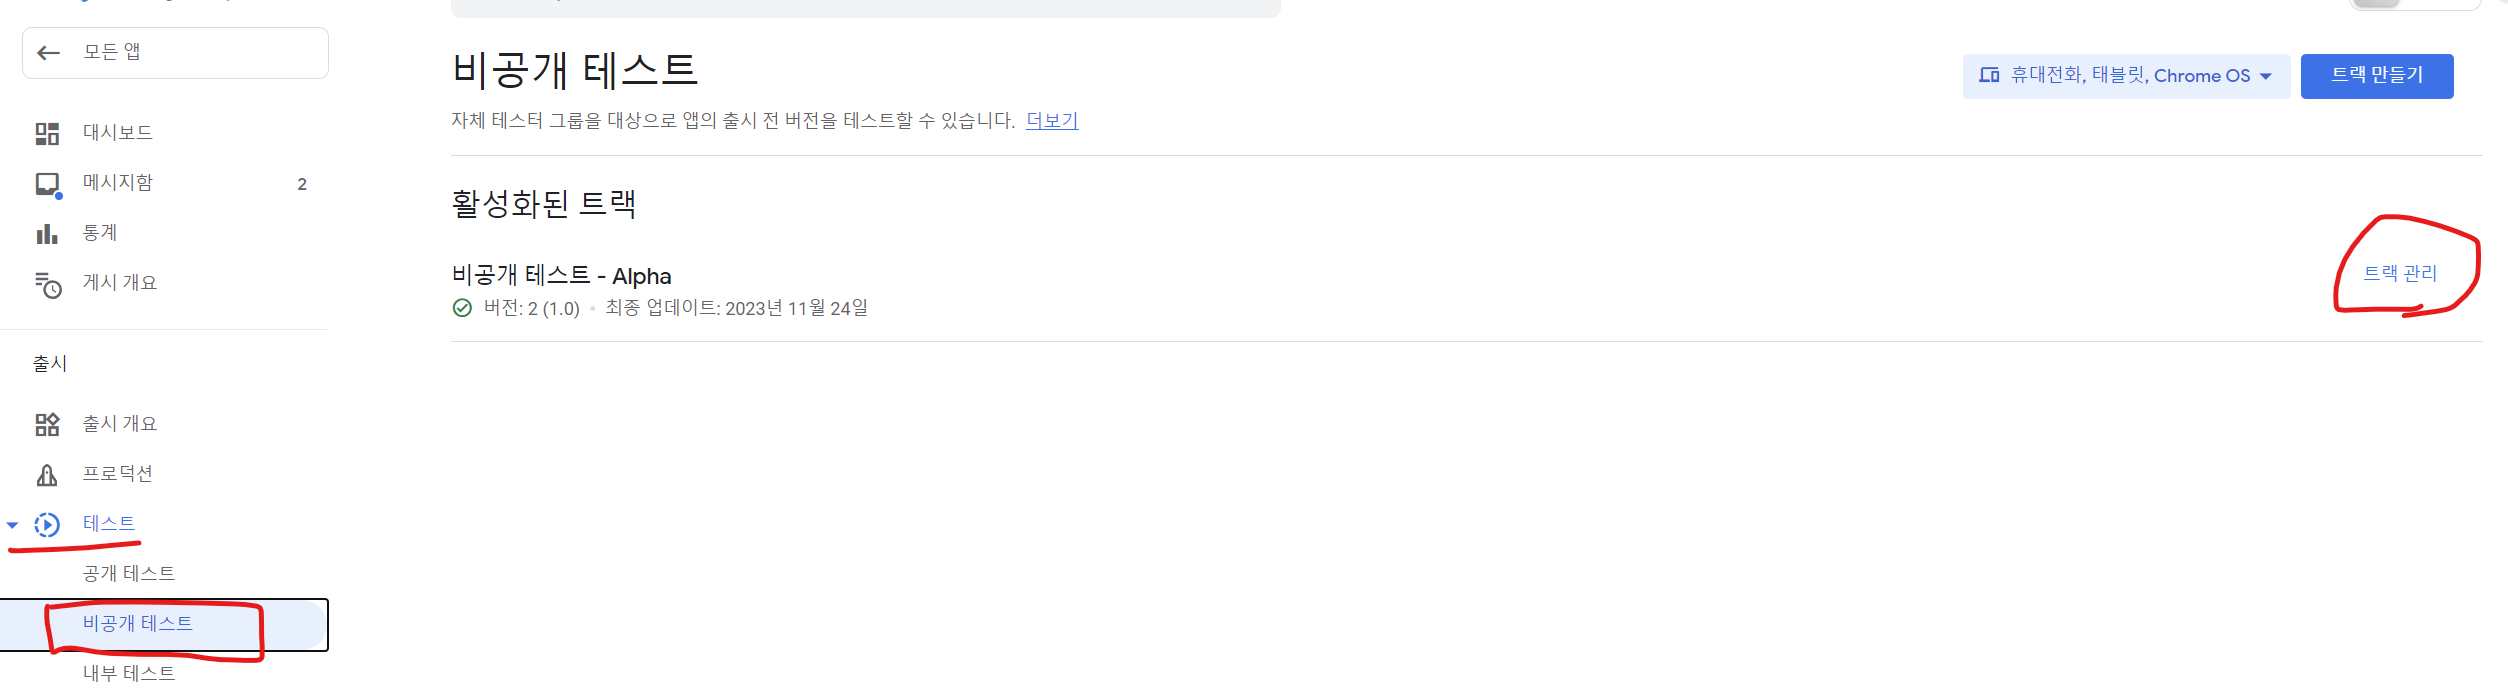 모든 앱
대시보드
메시지함 2
통계
게시 개요
출시
출시 개요
프로덕션
테스트
공개 테스트
비공개 테스트
내부 테스트
비공개 테스트
휴대전화, 태블릿, Chrome OS
트랙 만들기
자체 테스터 그룹을 대상으로 앱의 출시 전 버전을 테스트할 수 있습니다. 더보기
활성화된 트랙
비공개 테스트 - Alpha
트랙 관리
버전: 2 (1.0) • 최종 업데이트: 2023년 11월 24일